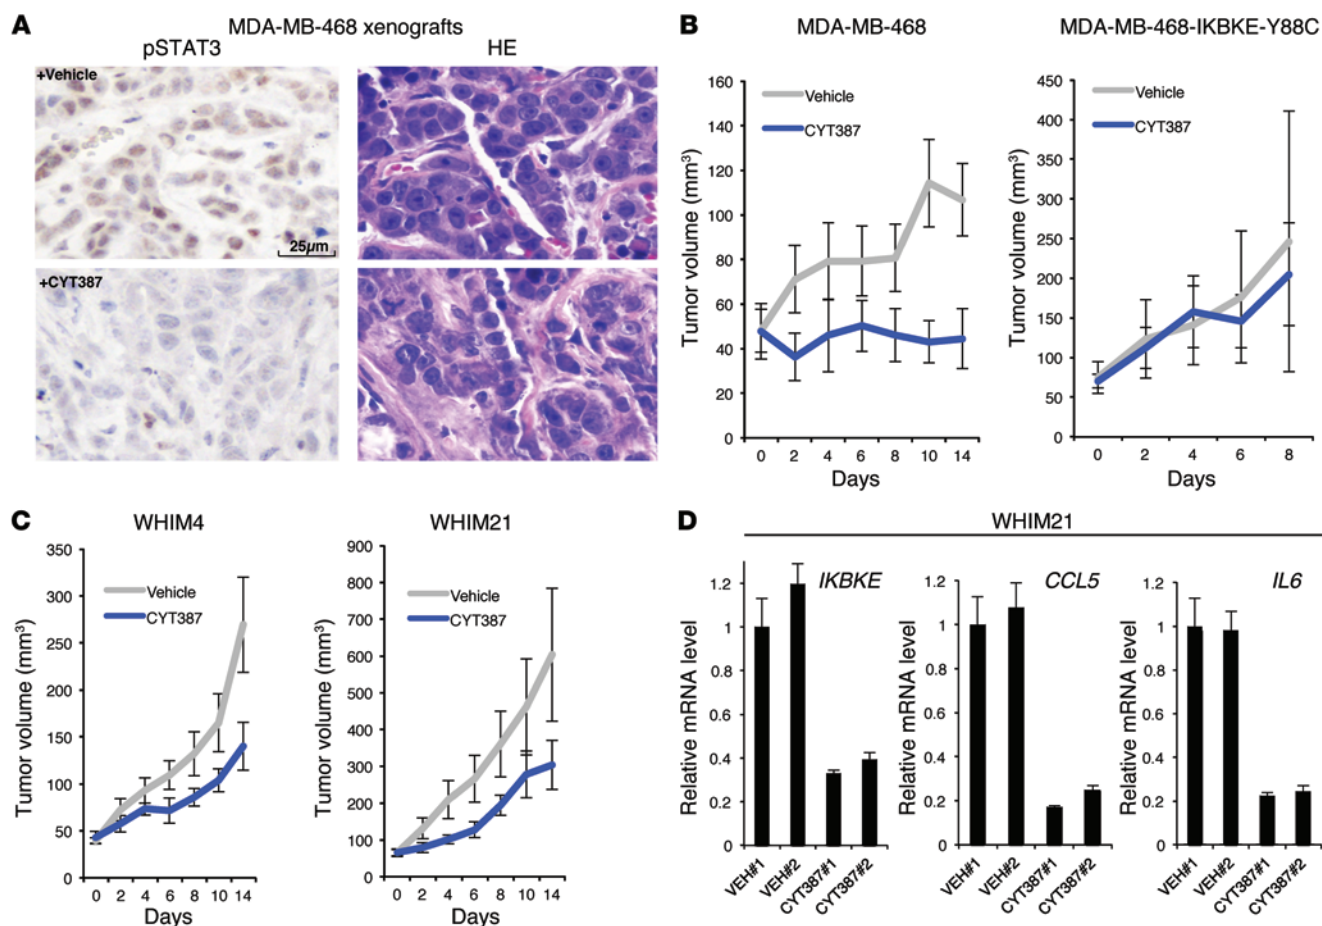 A
MDA-MB-468 xenografts
pSTAT3
HE
+Vehicle
25µm
+CYT387
B
MDA-MB-468
Tumor volume (mm³)
160
140
120
100
80
60
40
20
0
Vehicle
CYT387
0 2 4 6 8 10 14
Days
MDA-MB-468-IKBKE-Y88C
Tumor volume (mm³)
450
400
350
300
250
200
150
100
50
0
Vehicle
CYT387
0 2 4 6 8
Days
C
WHIM4
Tumor volume (mm³)
350
300
250
200
150
100
50
0
Vehicle
CYT387
0 2 4 6 8 10 14
Days
WHIM21
Tumor volume (mm³)
900
800
700
600
500
400
300
200
100
0
Vehicle
CYT387
0 2 4 6 8 10 14
Days
D
WHIM21
IKBKE
Relative mRNA level
1.2
1
0.8
0.6
0.4
0.2
0
VEH#1
VEH#2
CYT387#1
CYT387#2
CCL5
Relative mRNA level
1.2
1
0.8
0.6
0.4
0.2
0
VEH#1
VEH#2
CYT387#1
CYT387#2
IL6
Relative mRNA level
1.2
1
0.8
0.6
0.4
0.2
0
VEH#1
VEH#2
CYT387#1
CYT387#2